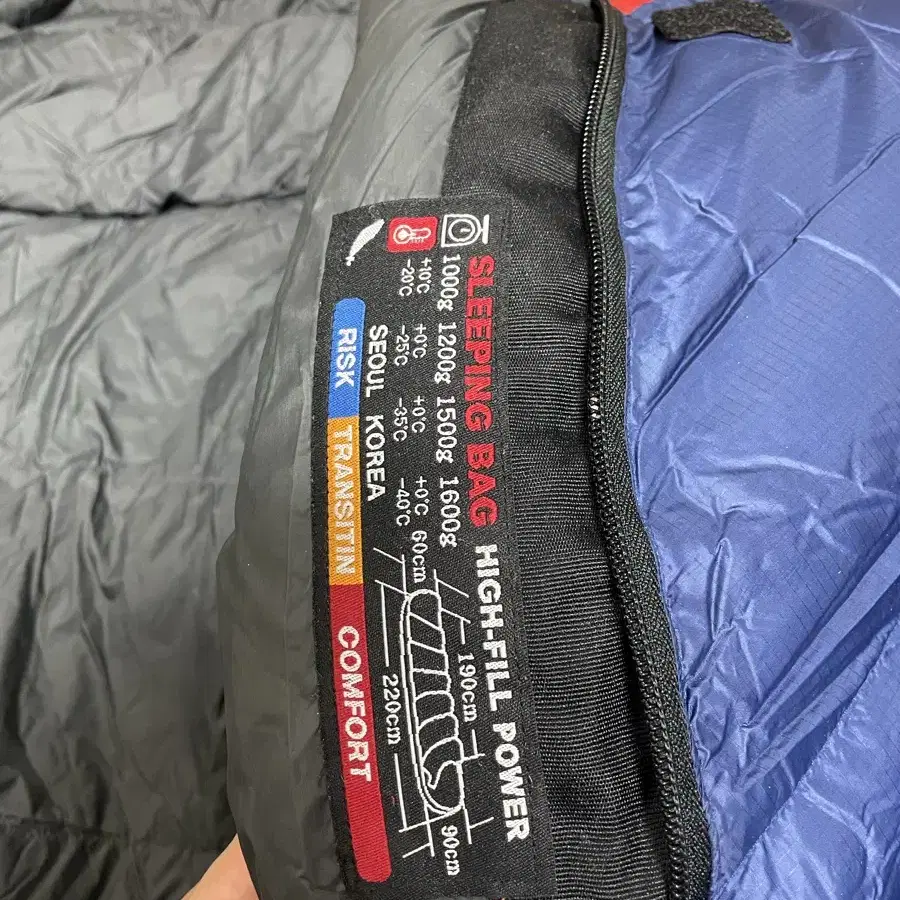 SLEEPING BAG HIGH-FILL POWER
1000g 1200g 1500g 1600g
+10°C +0°C +0°C +0°C
-20°C -25°C -35°C -40°C
60cm
190cm
220cm
90cm
SEOUL KOREA
RISK TRANSITIN COMFORT